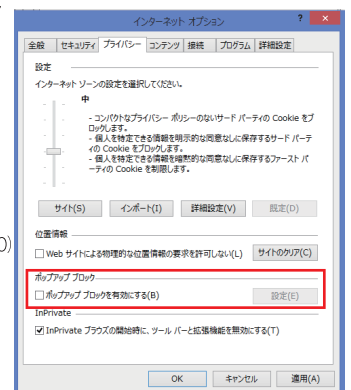 インターネット オプション
? ×
全般 セキュリティ プライバシー コンテンツ 接続 プログラム 詳細設定
設定
インターネット ゾーンの設定を選択してください。
中
- コンパクトなプライバシー ポリシーのないサード パーティの Cookie をブ
ロックします。
- 個人を特定できる情報を明示的な同意なしに保存するサード パーテ
ィの Cookie をブロックします。
- 個人を特定できる情報を暗黙的な同意なしに保存するファースト パ
ーティの Cookie を制限します。
サイト(S) インポート(I) 詳細設定(V) 既定(D)
位置情報
Web サイトによる物理的な位置情報の要求を許可しない(L) サイトのクリア(C)
ポップアップ ブロック
ポップアップ ブロックを有効にする(B) 設定(E)
InPrivate
InPrivate ブラウズの開始時に、ツール バーと拡張機能を無効にする(T)
OK キャンセル 適用(A)